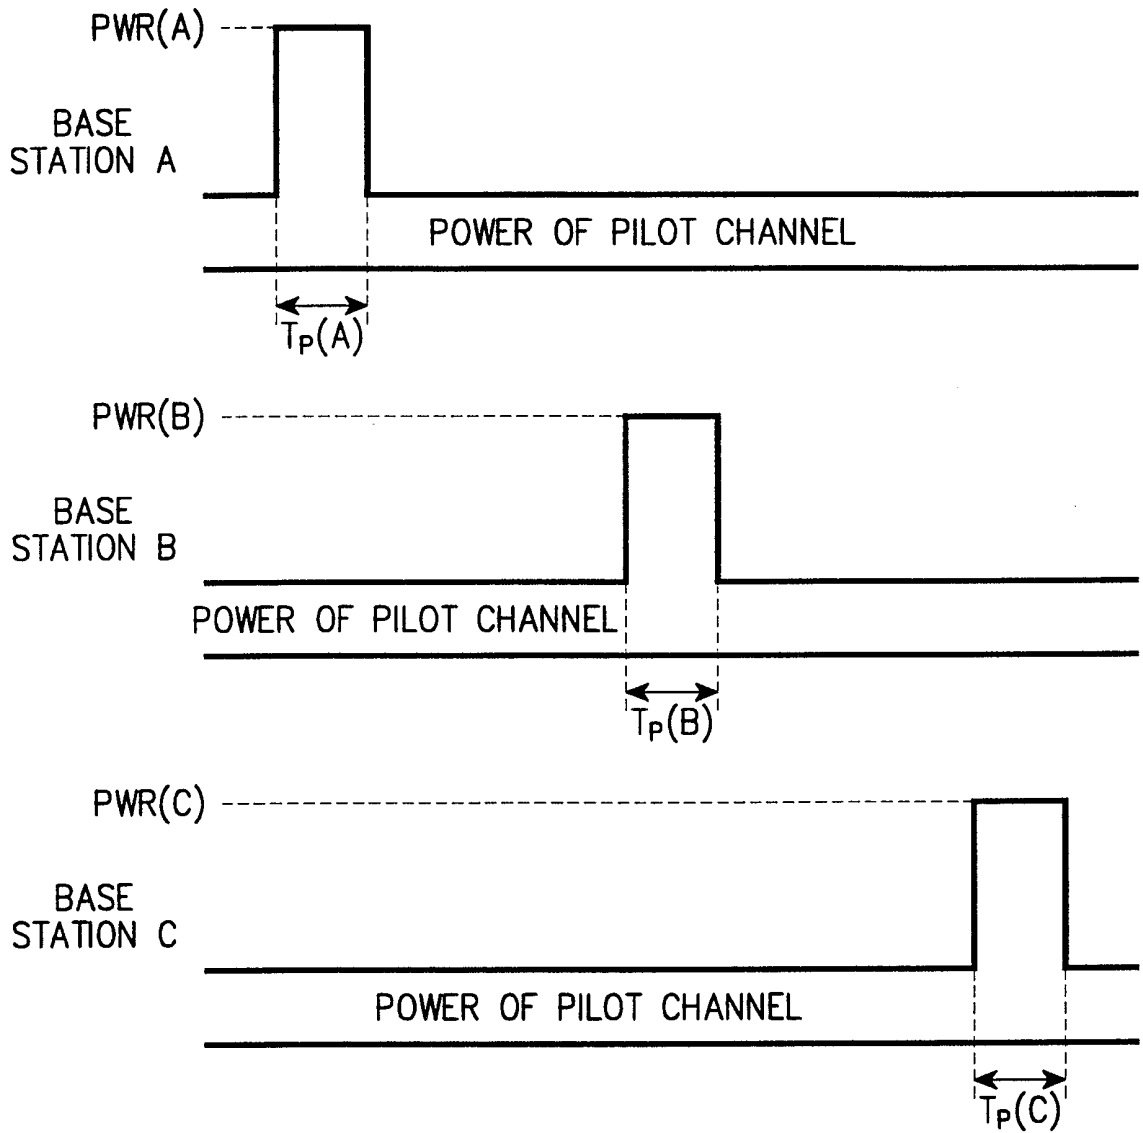 PWR(A)
BASE
STATION A
POWER OF PILOT CHANNEL
TP(A)
PWR(B)
BASE
STATION B
POWER OF PILOT CHANNEL
TP(B)
PWR(C)
BASE
STATION C
POWER OF PILOT CHANNEL
TP(C)